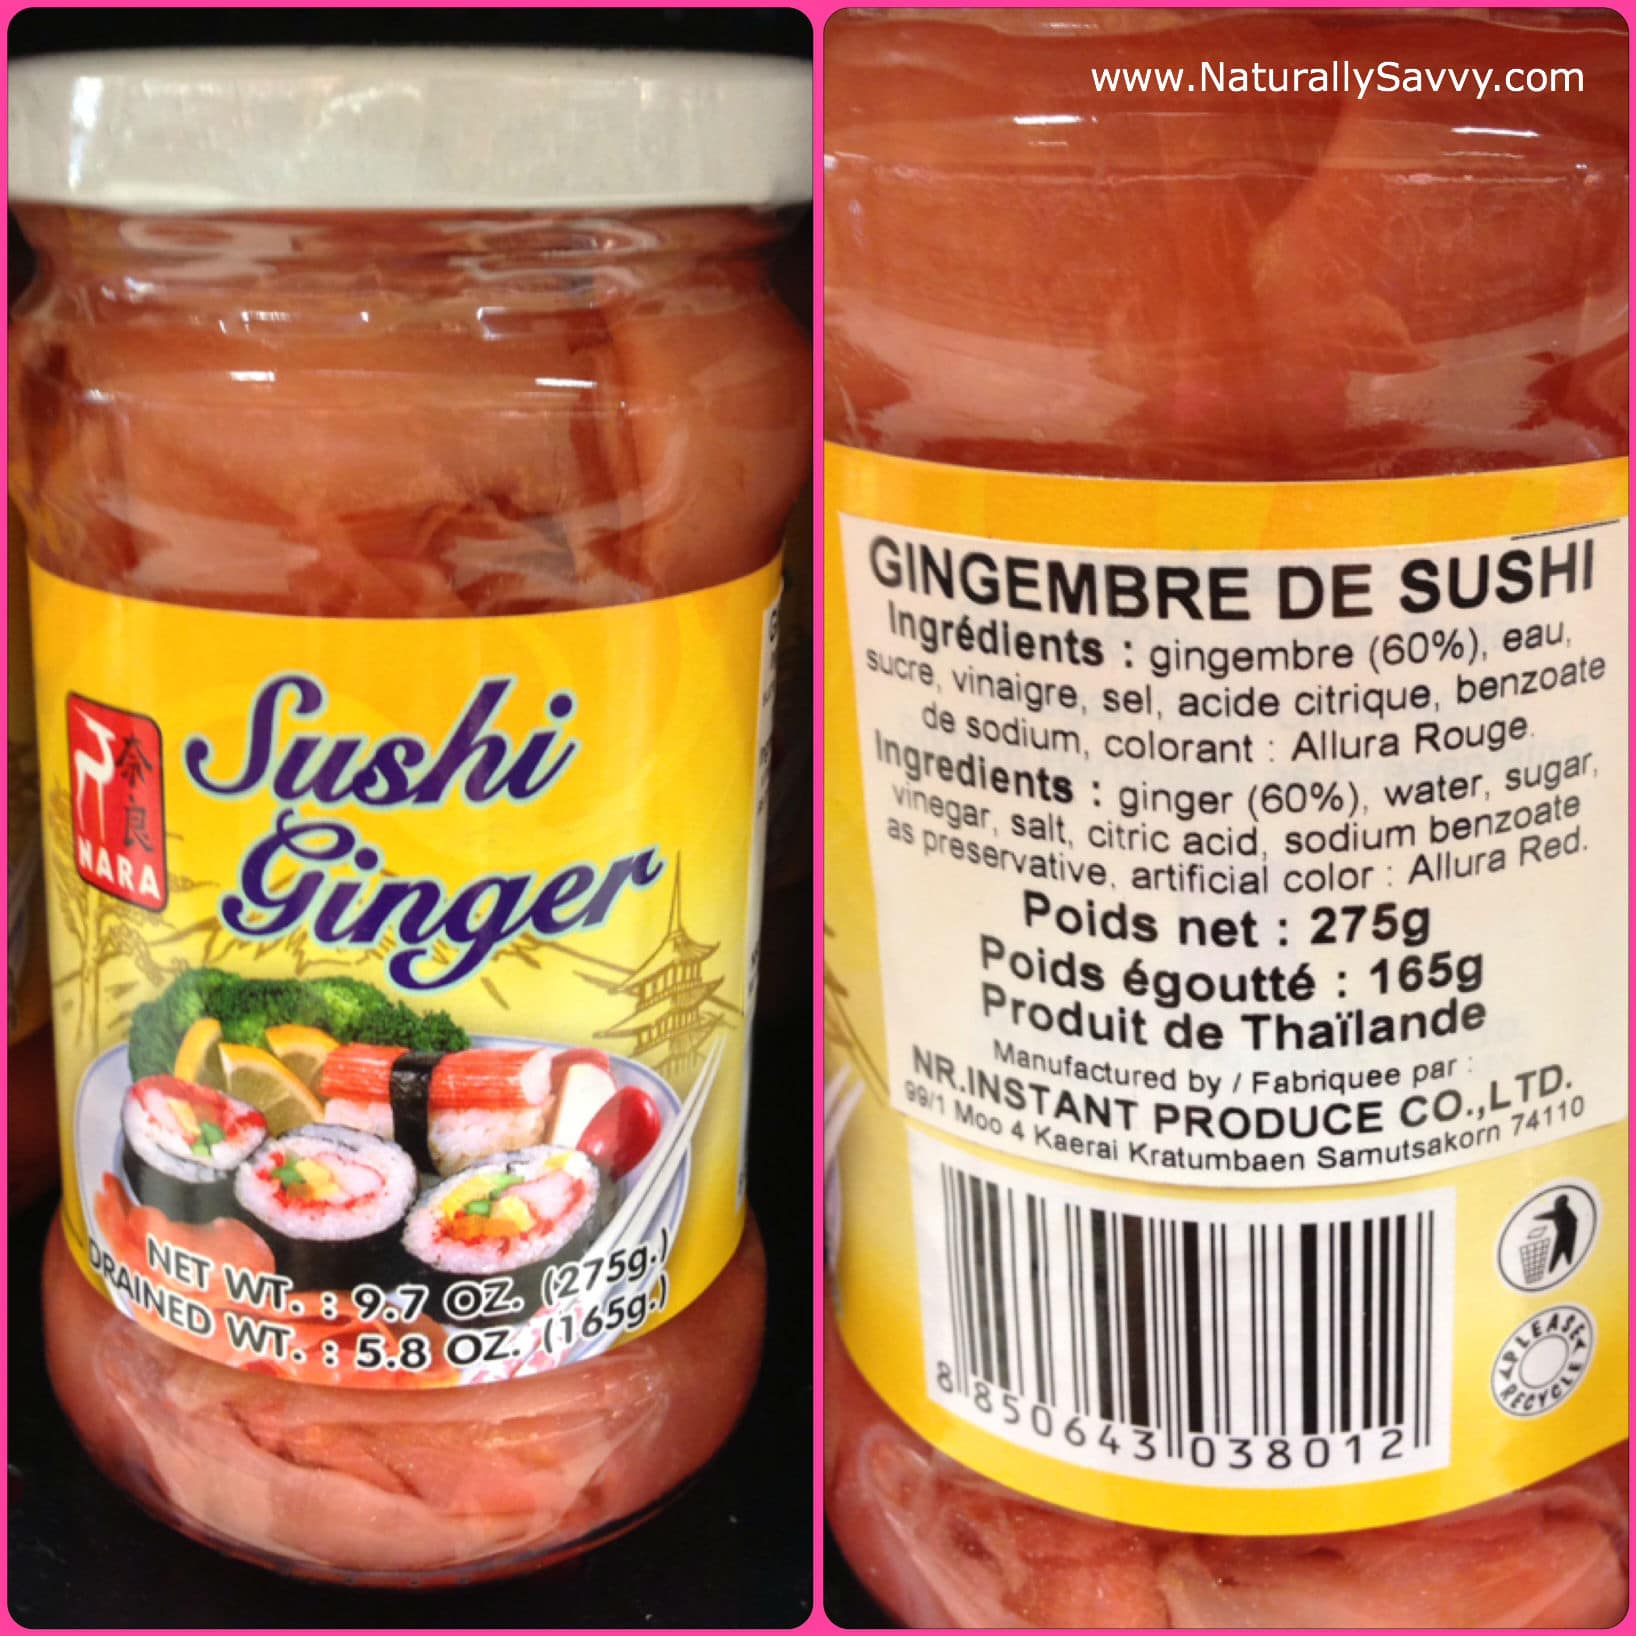 奈良
NARA
Sushi
Ginger
NET WT. : 9.7 OZ. (275g.)
DRAINED WT. : 5.8 OZ. (165g.)
www.NaturallySavvy.com
GINGEMBRE DE SUSHI
Ingrédients : gingembre (60%), eau,
sucre, vinaigre, sel, acide citrique, benzoate
de sodium, colorant : Allura Rouge.
Ingredients : ginger (60%), water, sugar,
vinegar, salt, citric acid, sodium benzoate
as preservative, artificial color : Allura Red.
Poids net : 275g
Poids égoutté : 165g
Produit de Thaïlande
Manufactured by / Fabriquee par :
NR.INSTANT PRODUCE CO.,LTD.
99/1 Moo 4 Kaerai Kratumbaen Samutsakorn 74110
8 850643 038012
PLEASE
RECYCLE